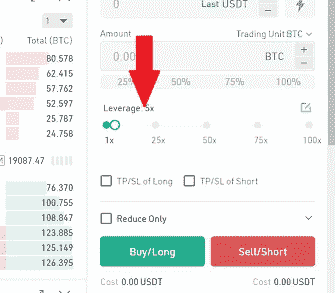 0
Last USDT
−
1
Amount
Trading Unit BTC
Total (BTC)
0.00
BTC
+
−
80.578
62.415
57.762
52.597
25.787
24.758
25%
50%
75%
100%
Leverage 5x
1x
25x
50x
75x
100x
19087.47
TP/SL of Long
TP/SL of Short
76.370
100.755
108.847
123.885
125.149
126.395
Reduce Only
Buy/Long
Sell/Short
Cost 0.00 USDT
Cost 0.00 USDT